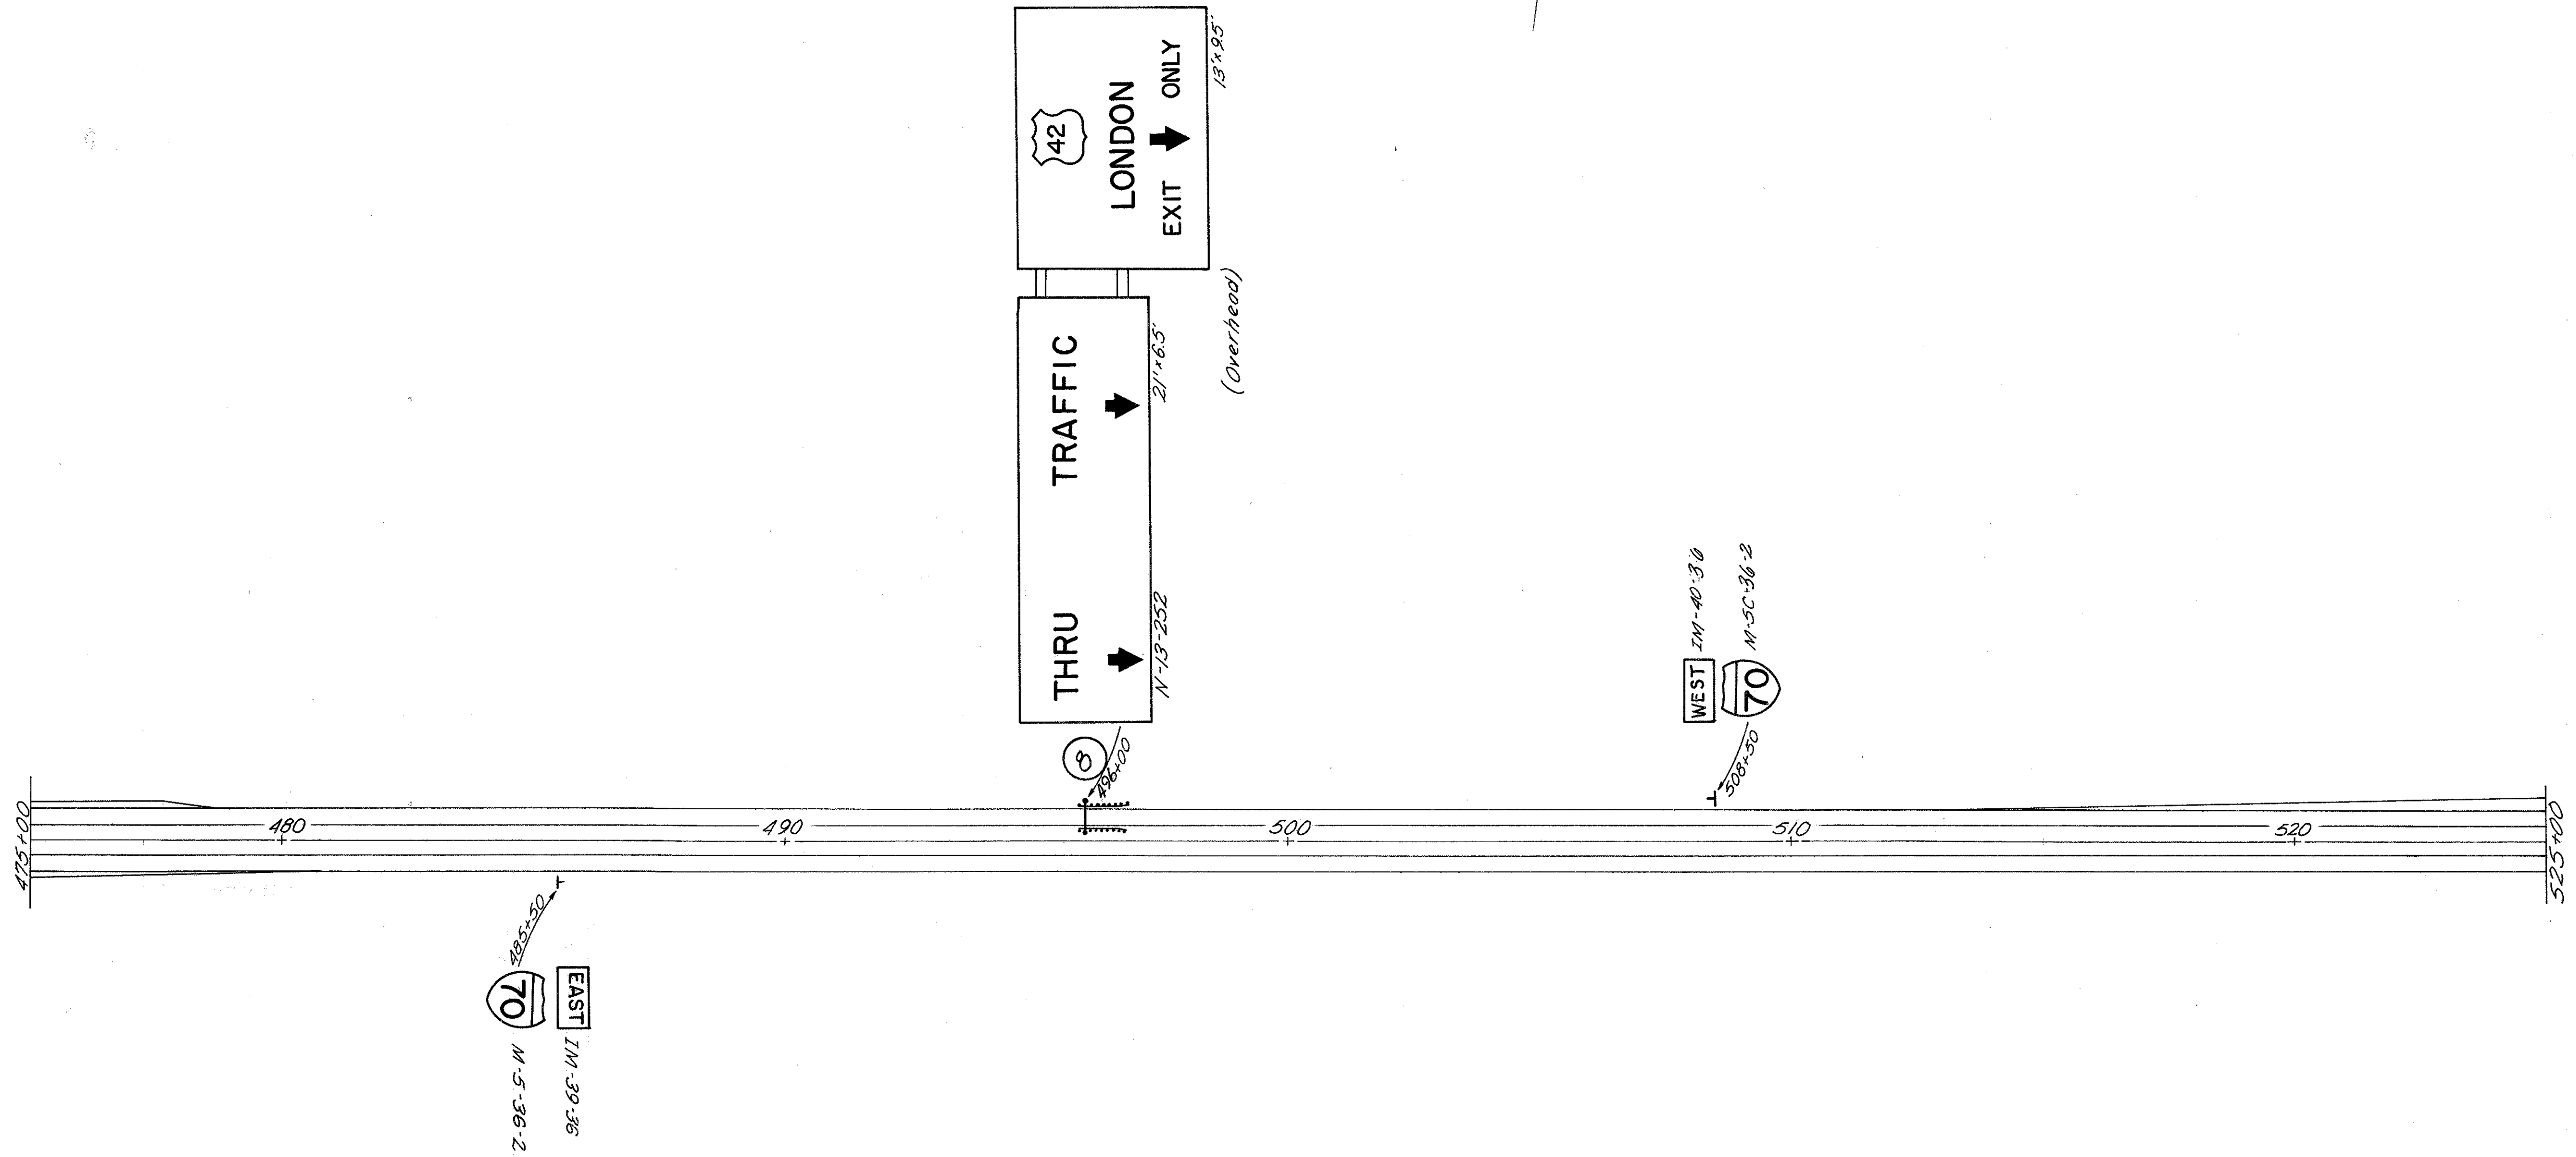 42
LONDON
EXIT ONLY
13'x9.5'
THRU TRAFFIC
N-13-252 21'x6.5'
(Overhead)
8
496+00
WEST IM-40-36
70 M-5C-36-2
508+50
475+00 480 490 500 510 520 525+00
485+50
EAST IM-39-36
70 M-5-36-2